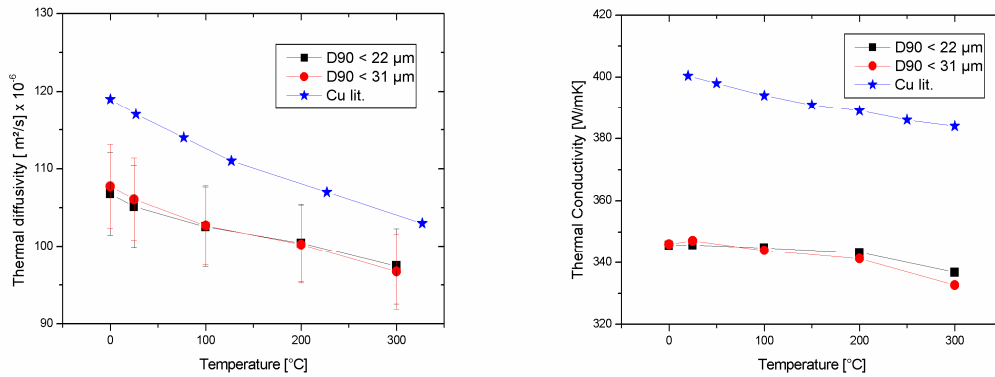 130
120
110
100
90
Thermal diffusivity [ m²/s] x 10⁻⁶
D90 < 22 µm
D90 < 31 µm
Cu lit.
0
100
200
300
Temperature [°C]
420
400
380
360
340
320
Thermal Conductivity [W/mK]
D90 < 22 µm
D90 < 31 µm
Cu lit.
0
100
200
300
Temperature [°C]